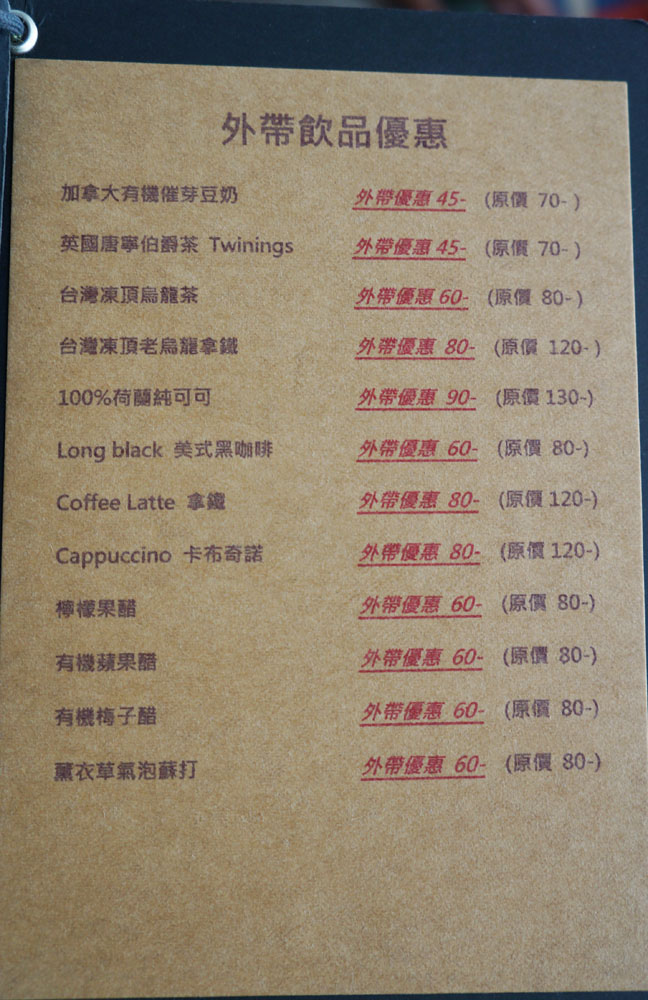 外帶飲品優惠
加拿大有機催芽豆奶 外帶優惠 45- (原價 70- )
英國唐寧伯爵茶 Twinings 外帶優惠 45- (原價 70- )
台灣凍頂烏龍茶 外帶優惠 60- (原價 80- )
台灣凍頂老烏龍拿鐵 外帶優惠 80- (原價 120- )
100%荷蘭純可可 外帶優惠 90- (原價 130-)
Long black 美式黑咖啡 外帶優惠 60- (原價 80-)
Coffee Latte 拿鐵 外帶優惠 80- (原價 120-)
Cappuccino 卡布奇諾 外帶優惠 80- (原價 120-)
檸檬果醋 外帶優惠 60- (原價 80-)
有機蘋果醋 外帶優惠 60- (原價 80-)
有機梅子醋 外帶優惠 60- (原價 80-)
薰衣草氣泡蘇打 外帶優惠 60- (原價 80-)